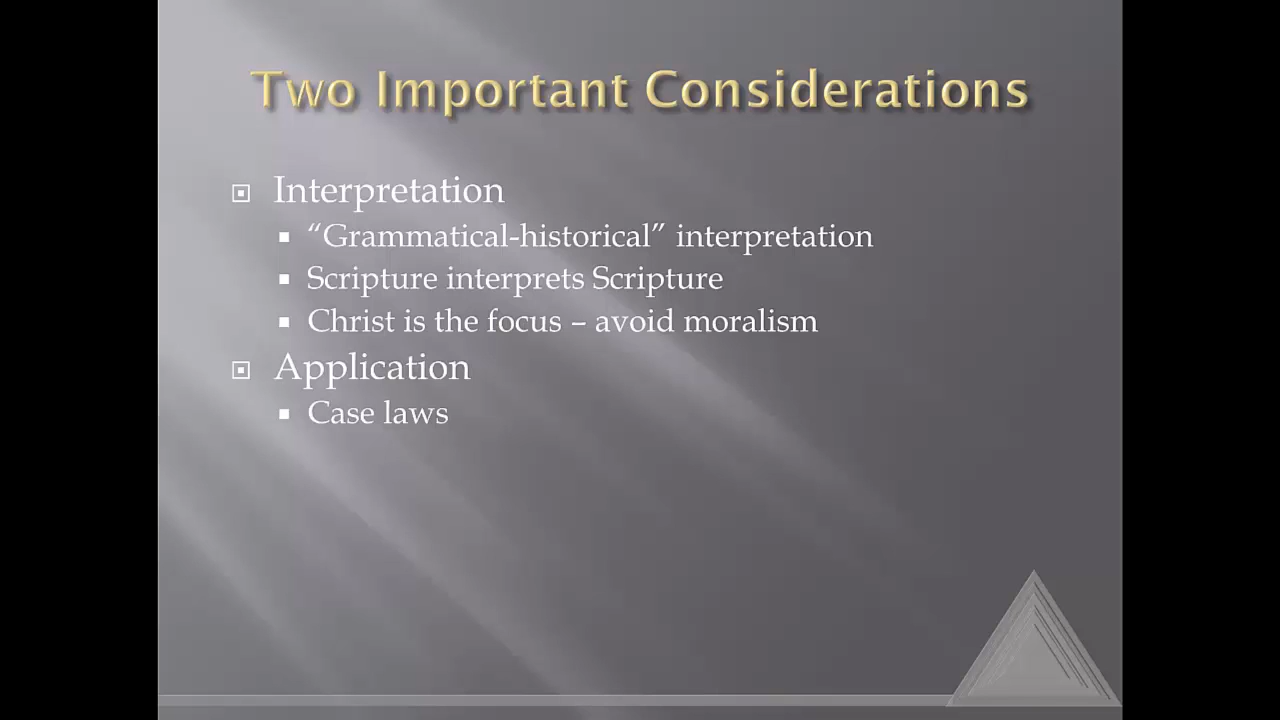 Two Important Considerations
Interpretation
“Grammatical-historical” interpretation
Scripture interprets Scripture
Christ is the focus – avoid moralism
Application
Case laws